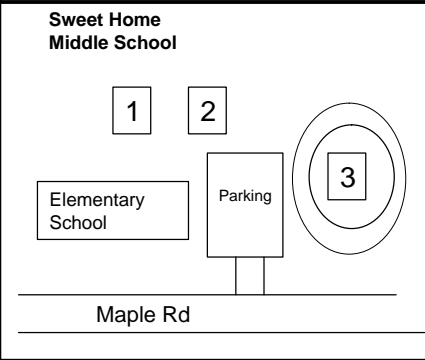 Sweet Home
Middle School
1
2
3
Parking
Elementary
School
Maple Rd